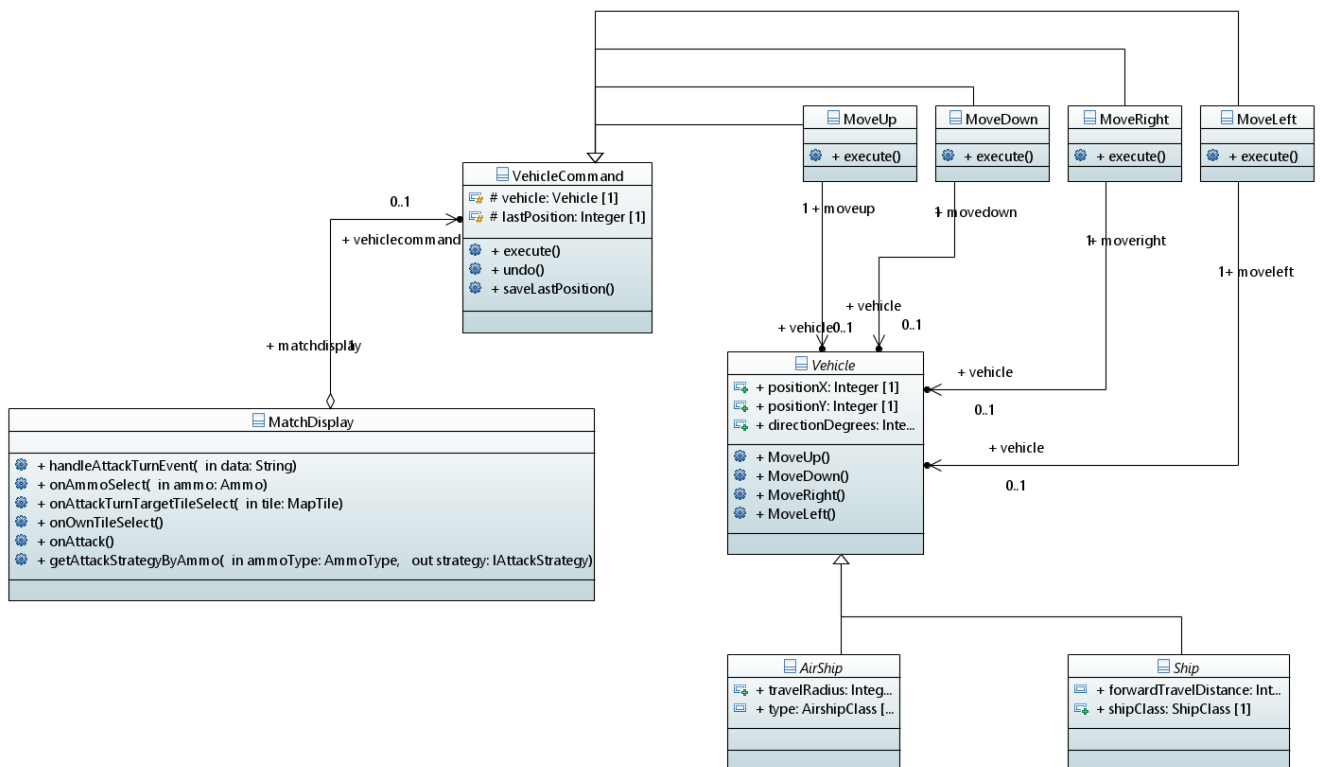 MoveUp
+ execute()
MoveDown
+ execute()
MoveRight
+ execute()
MoveLeft
+ execute()
VehicleCommand
# vehicle: Vehicle [1]
# lastPosition: Integer [1]
+ execute()
+ undo()
+ saveLastPosition()
0..1
+ vehiclecommand
+ matchdisplay
1
1 + moveup
1 + movedown
1 + moveright
1 + moveleft
+ vehicle 0..1
+ vehicle
0..1
+ vehicle
0..1
+ vehicle
0..1
Vehicle
+ positionX: Integer [1]
+ positionY: Integer [1]
+ directionDegrees: Inte...
+ MoveUp()
+ MoveDown()
+ MoveRight()
+ MoveLeft()
MatchDisplay
+ handleAttackTurnEvent( in data: String)
+ onAmmoSelect( in ammo: Ammo)
+ onAttackTurnTargetTileSelect( in tile: MapTile)
+ onOwnTileSelect()
+ onAttack()
+ getAttackStrategyByAmmo( in ammoType: AmmoType, out strategy: IAttackStrategy)
AirShip
+ travelRadius: Integ...
+ type: AirshipClass [...
Ship
+ forwardTravelDistance: Int...
+ shipClass: ShipClass [1]